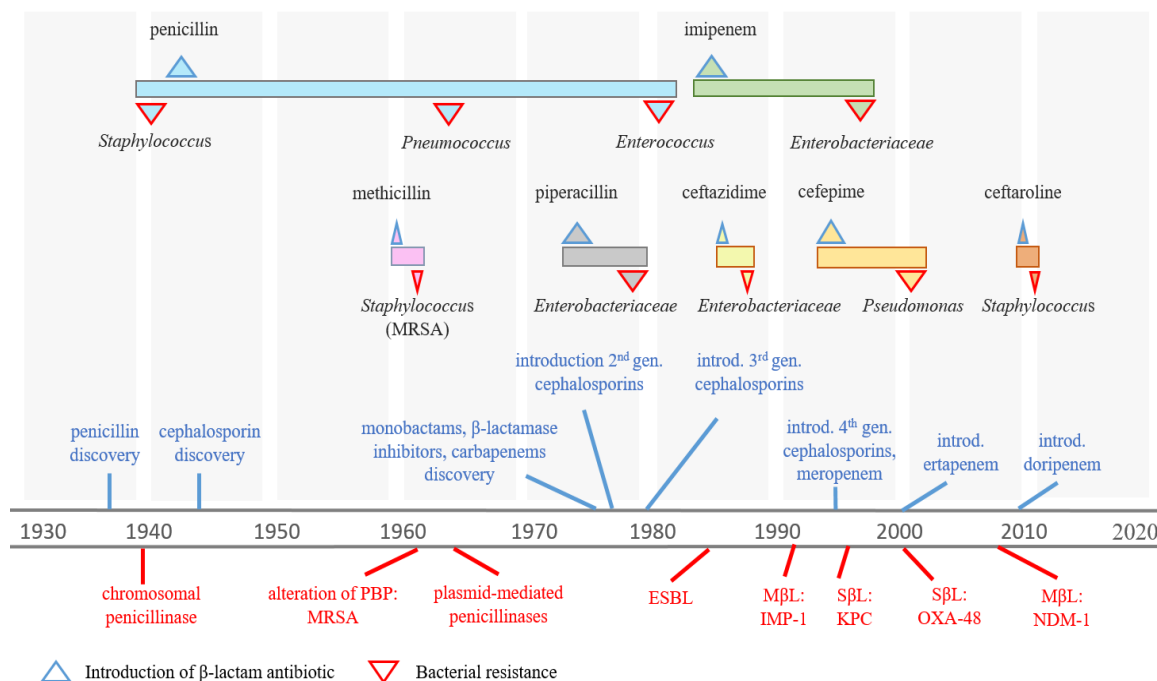 penicillin
imipenem
Staphylococcus
Pneumococcus
Enterococcus
Enterobacteriaceae
methicillin
piperacillin
ceftazidime
cefepime
ceftaroline
Staphylococcus
(MRSA)
Enterobacteriaceae
Enterobacteriaceae
Pseudomonas
Staphylococcus
introduction 2nd gen.
cephalosporins
introd. 3rd gen.
cephalosporins
penicillin
discovery
cephalosporin
discovery
monobactams, β-lactamase
inhibitors, carbapenems
discovery
introd. 4th gen.
cephalosporins,
meropenem
introd.
ertapenem
introd.
doripenem
1930 1940 1950 1960 1970 1980 1990 2000 2010 2020
chromosomal
penicillinase
alteration of PBP:
MRSA
plasmid-mediated
penicillinases
ESBL
MβL:
IMP-1
SβL:
KPC
SβL:
OXA-48
MβL:
NDM-1
Introduction of β-lactam antibiotic
Bacterial resistance